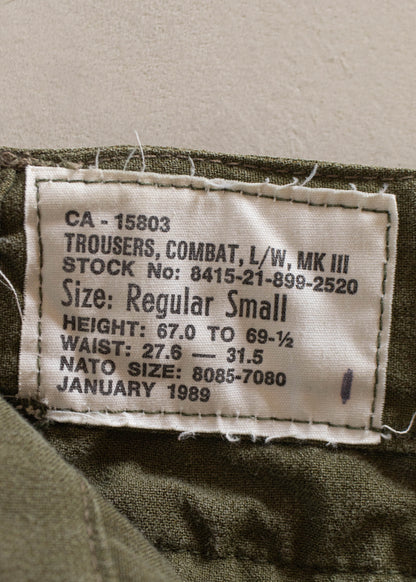 CA - 15803
TROUSERS, COMBAT, L/W, MK III
STOCK No: 8415-21-899-2520
Size: Regular Small
HEIGHT: 67.0 TO 69-½
WAIST: 27.6 — 31.5
NATO SIZE: 8085-7080
JANUARY 1989